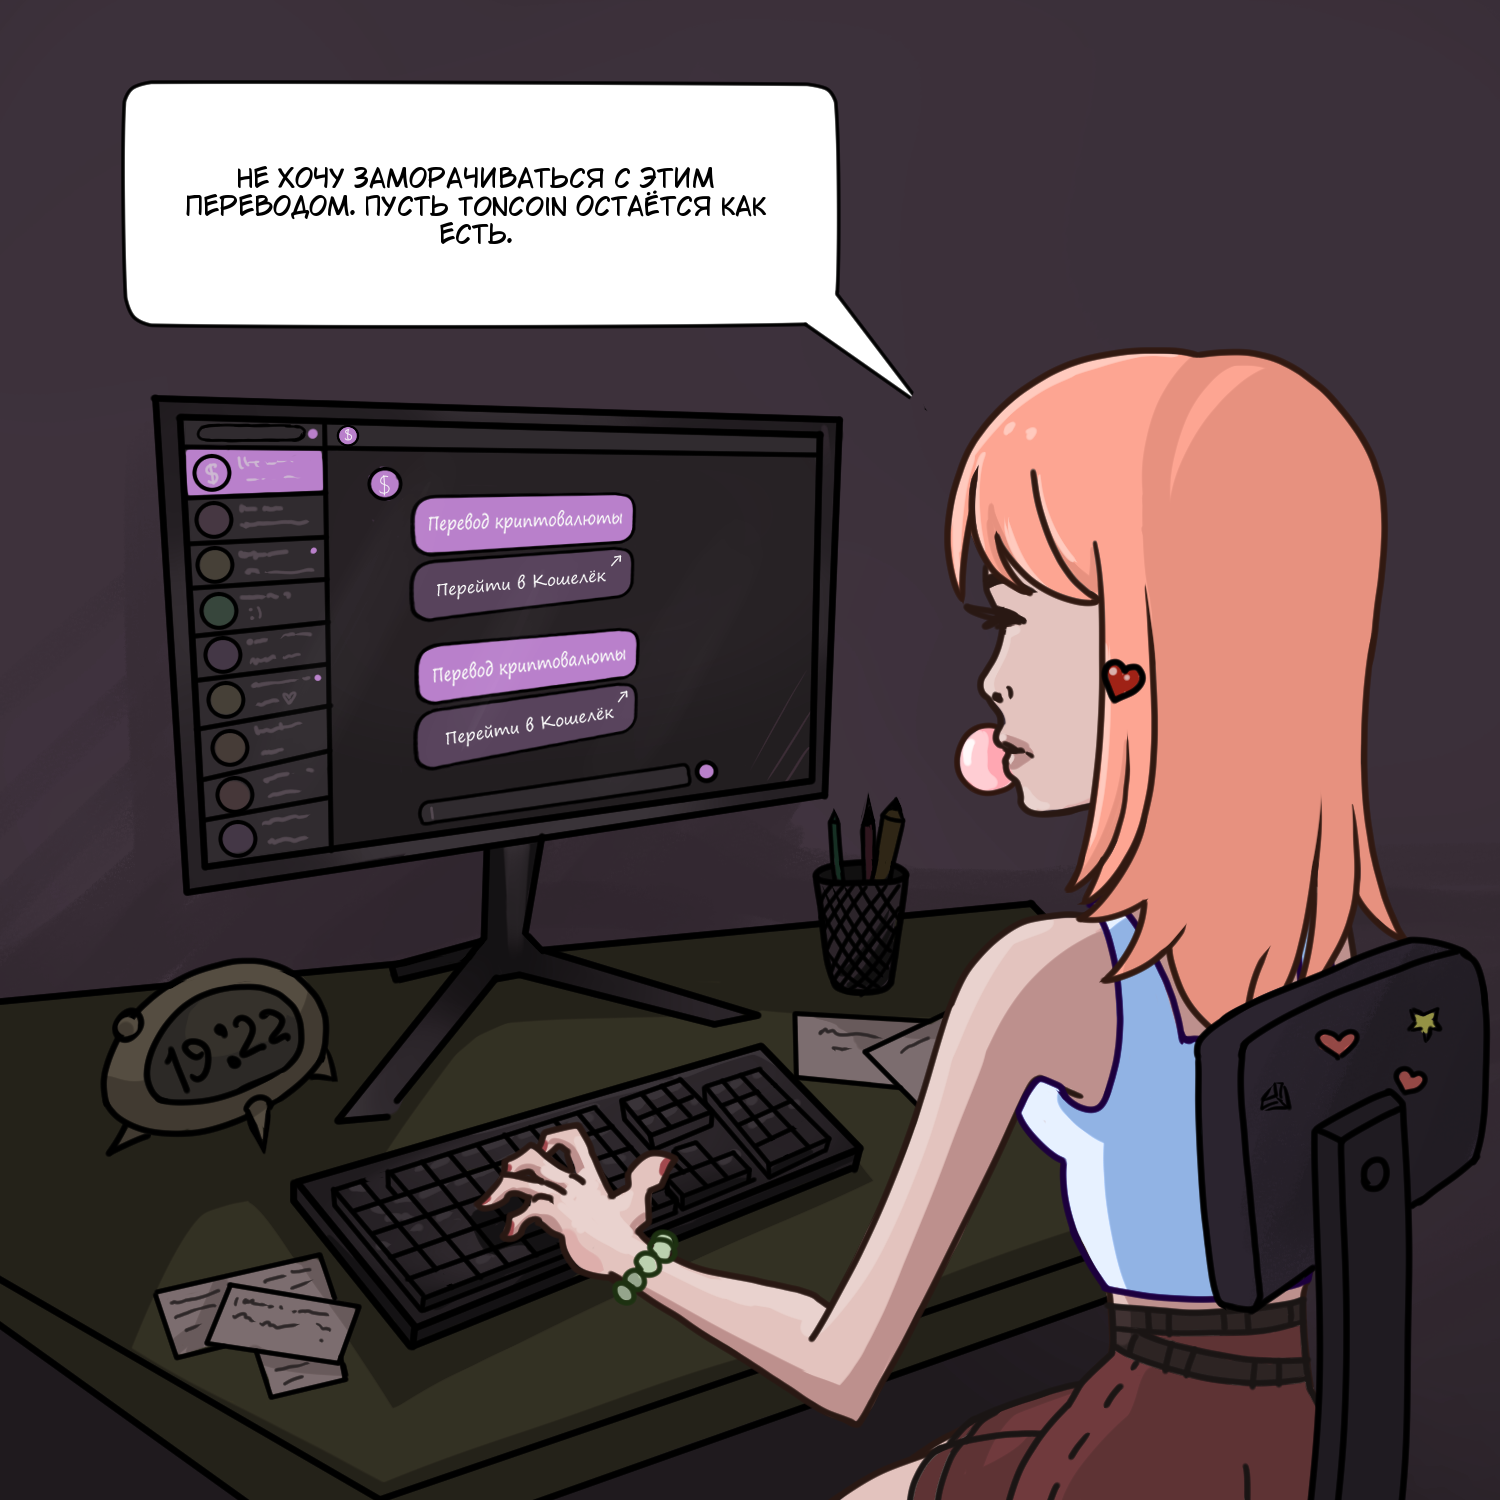 НЕ ХОЧУ ЗАМОРАЧИВАТЬСЯ С ЭТИМ
ПЕРЕВОДОМ. ПУСТЬ TONCOIN ОСТАЁТСЯ КАК
ЕСТЬ.
$
$
:)
$
Перевод криптовалюты
Перейти в Кошелёк
Перевод криптовалюты
Перейти в Кошелёк
19:22